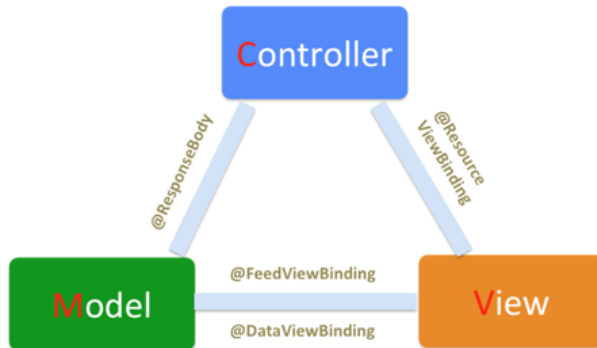 Controller
@ResponseBody
@Resource
ViewBinding
@FeedViewBinding
Model
View
@DataViewBinding